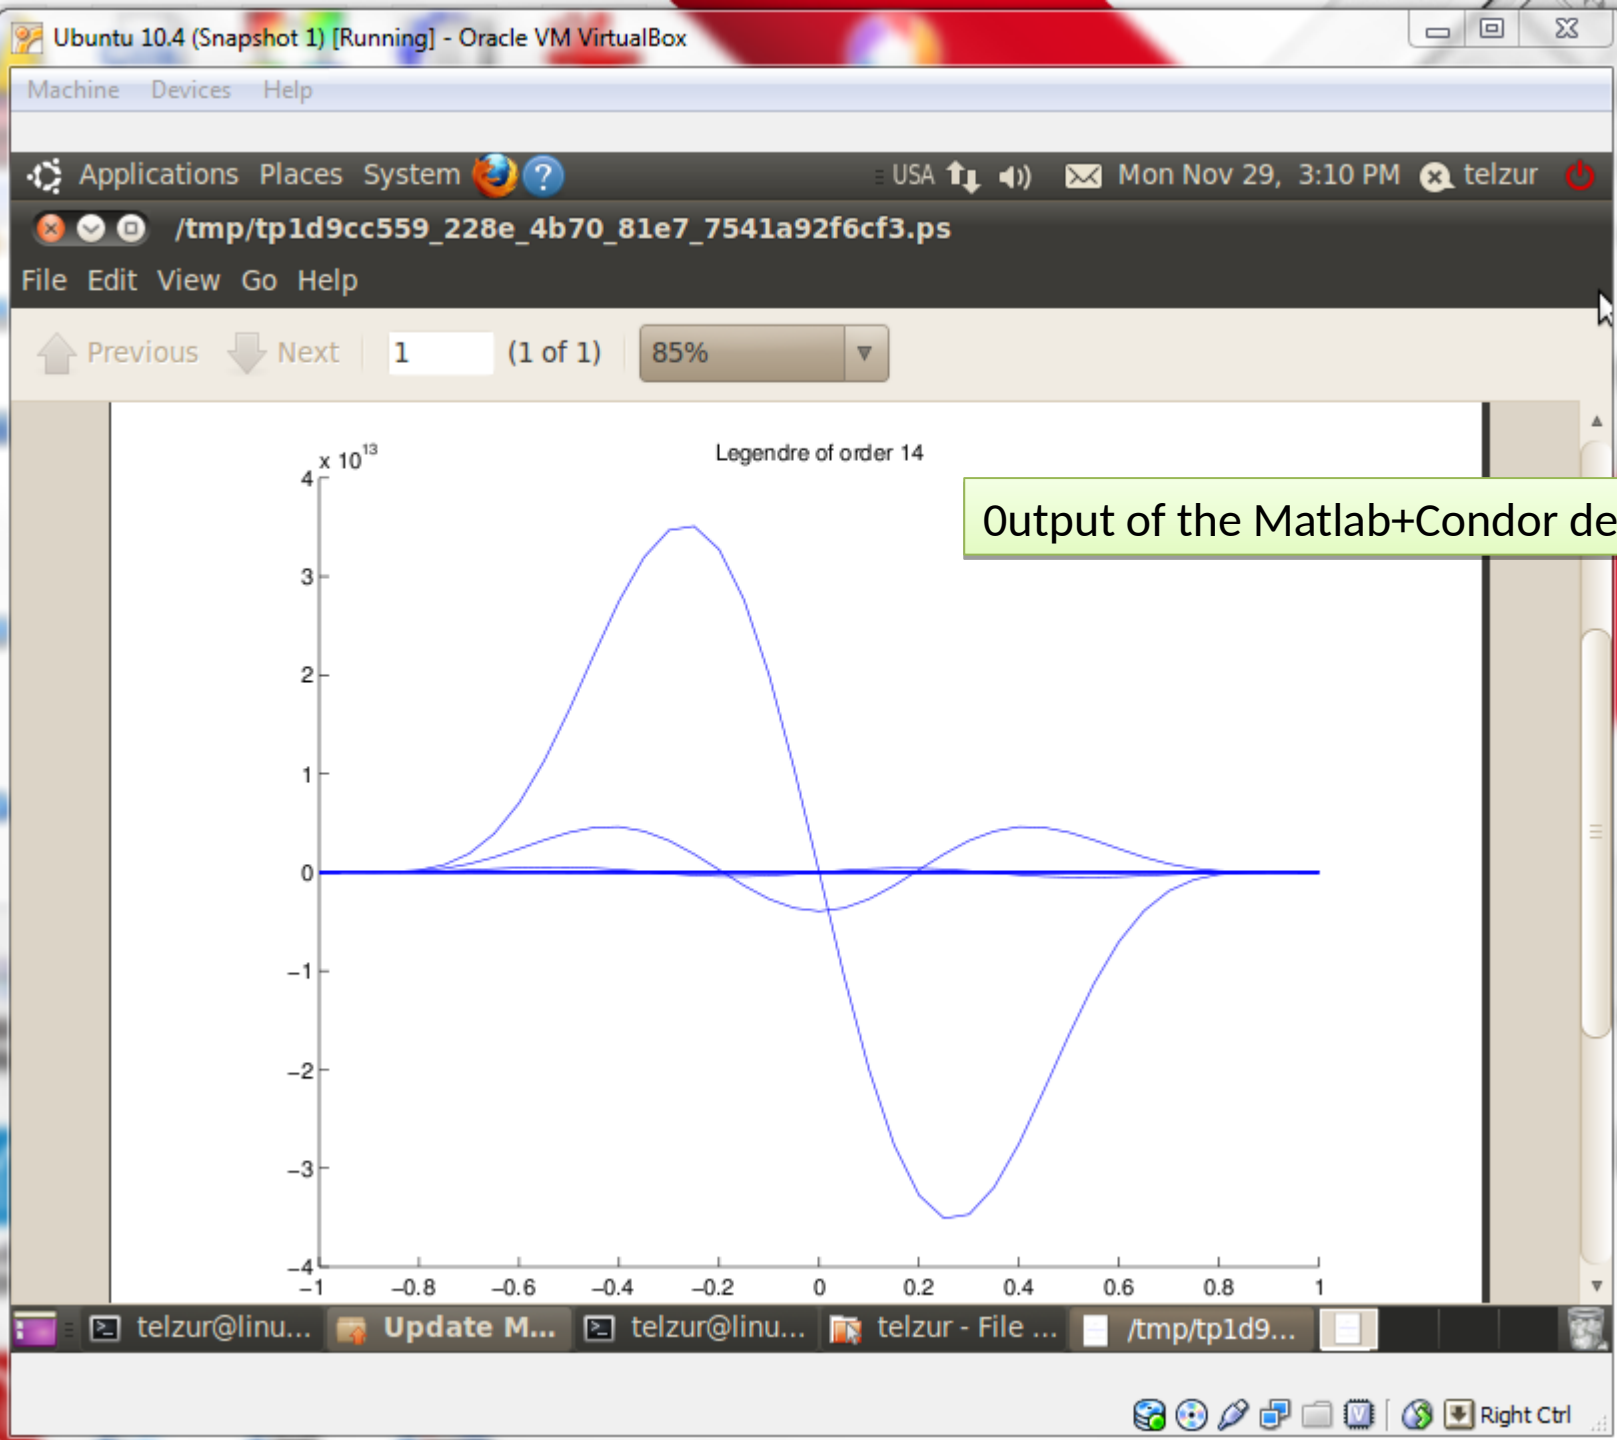 Ubuntu 10.4 (Snapshot 1) [Running] - Oracle VM VirtualBox
Machine Devices Help
Applications Places System ? USA Mon Nov 29, 3:10 PM telzur
/tmp/tp1d9cc559_228e_4b70_81e7_7541a92f6cf3.ps
File Edit View Go Help
Previous Next 1 (1 of 1) 85%
x 10^13
Legendre of order 14
0utput of the Matlab+Condor de
4
3
2
1
0
−1
−2
−3
−4
−1 −0.8 −0.6 −0.4 −0.2 0 0.2 0.4 0.6 0.8 1
telzur@linu... Update M... telzur@linu... telzur - File ... /tmp/tp1d9...
V Right Ctrl